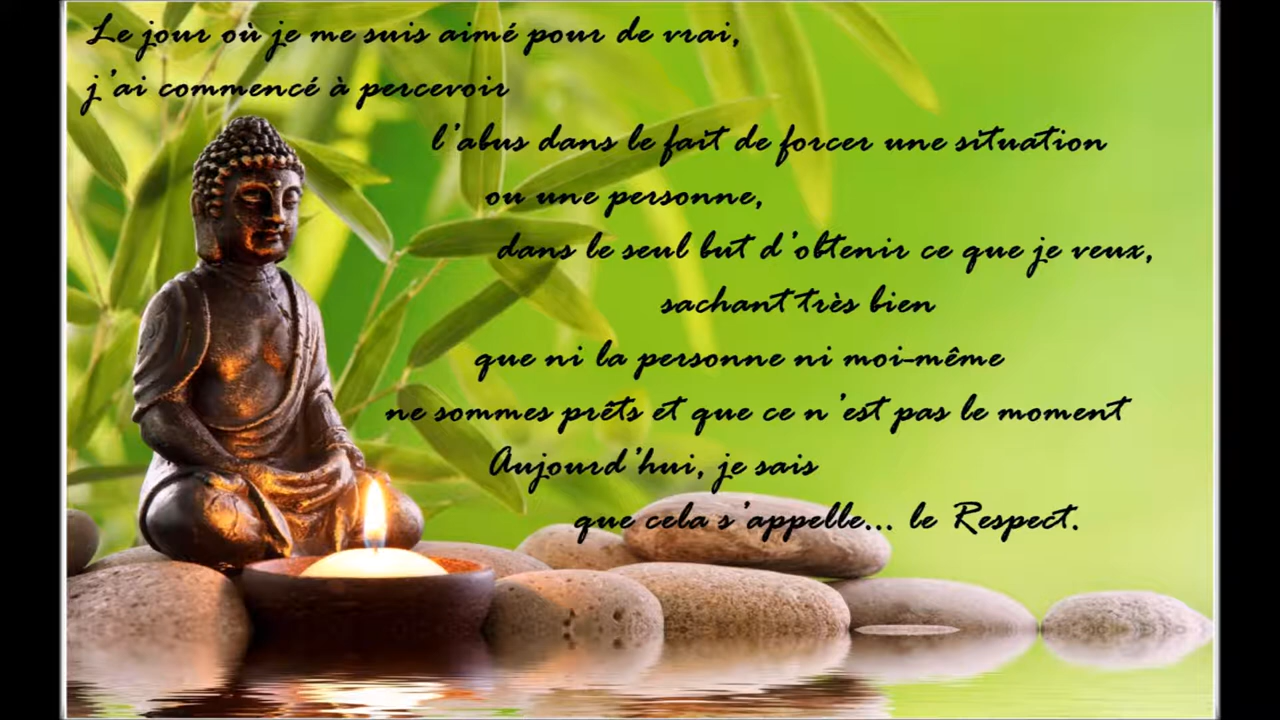 Le jour où je me suis aimé pour de vrai,
j'ai commencé à percevoir
l'abus dans le fait de forcer une situation
ou une personne,
dans le seul but d'obtenir ce que je veux,
sachant très bien
que ni la personne ni moi-même
ne sommes prêts et que ce n'est pas le moment
Aujourd'hui, je sais
que cela s'appelle... le Respect.